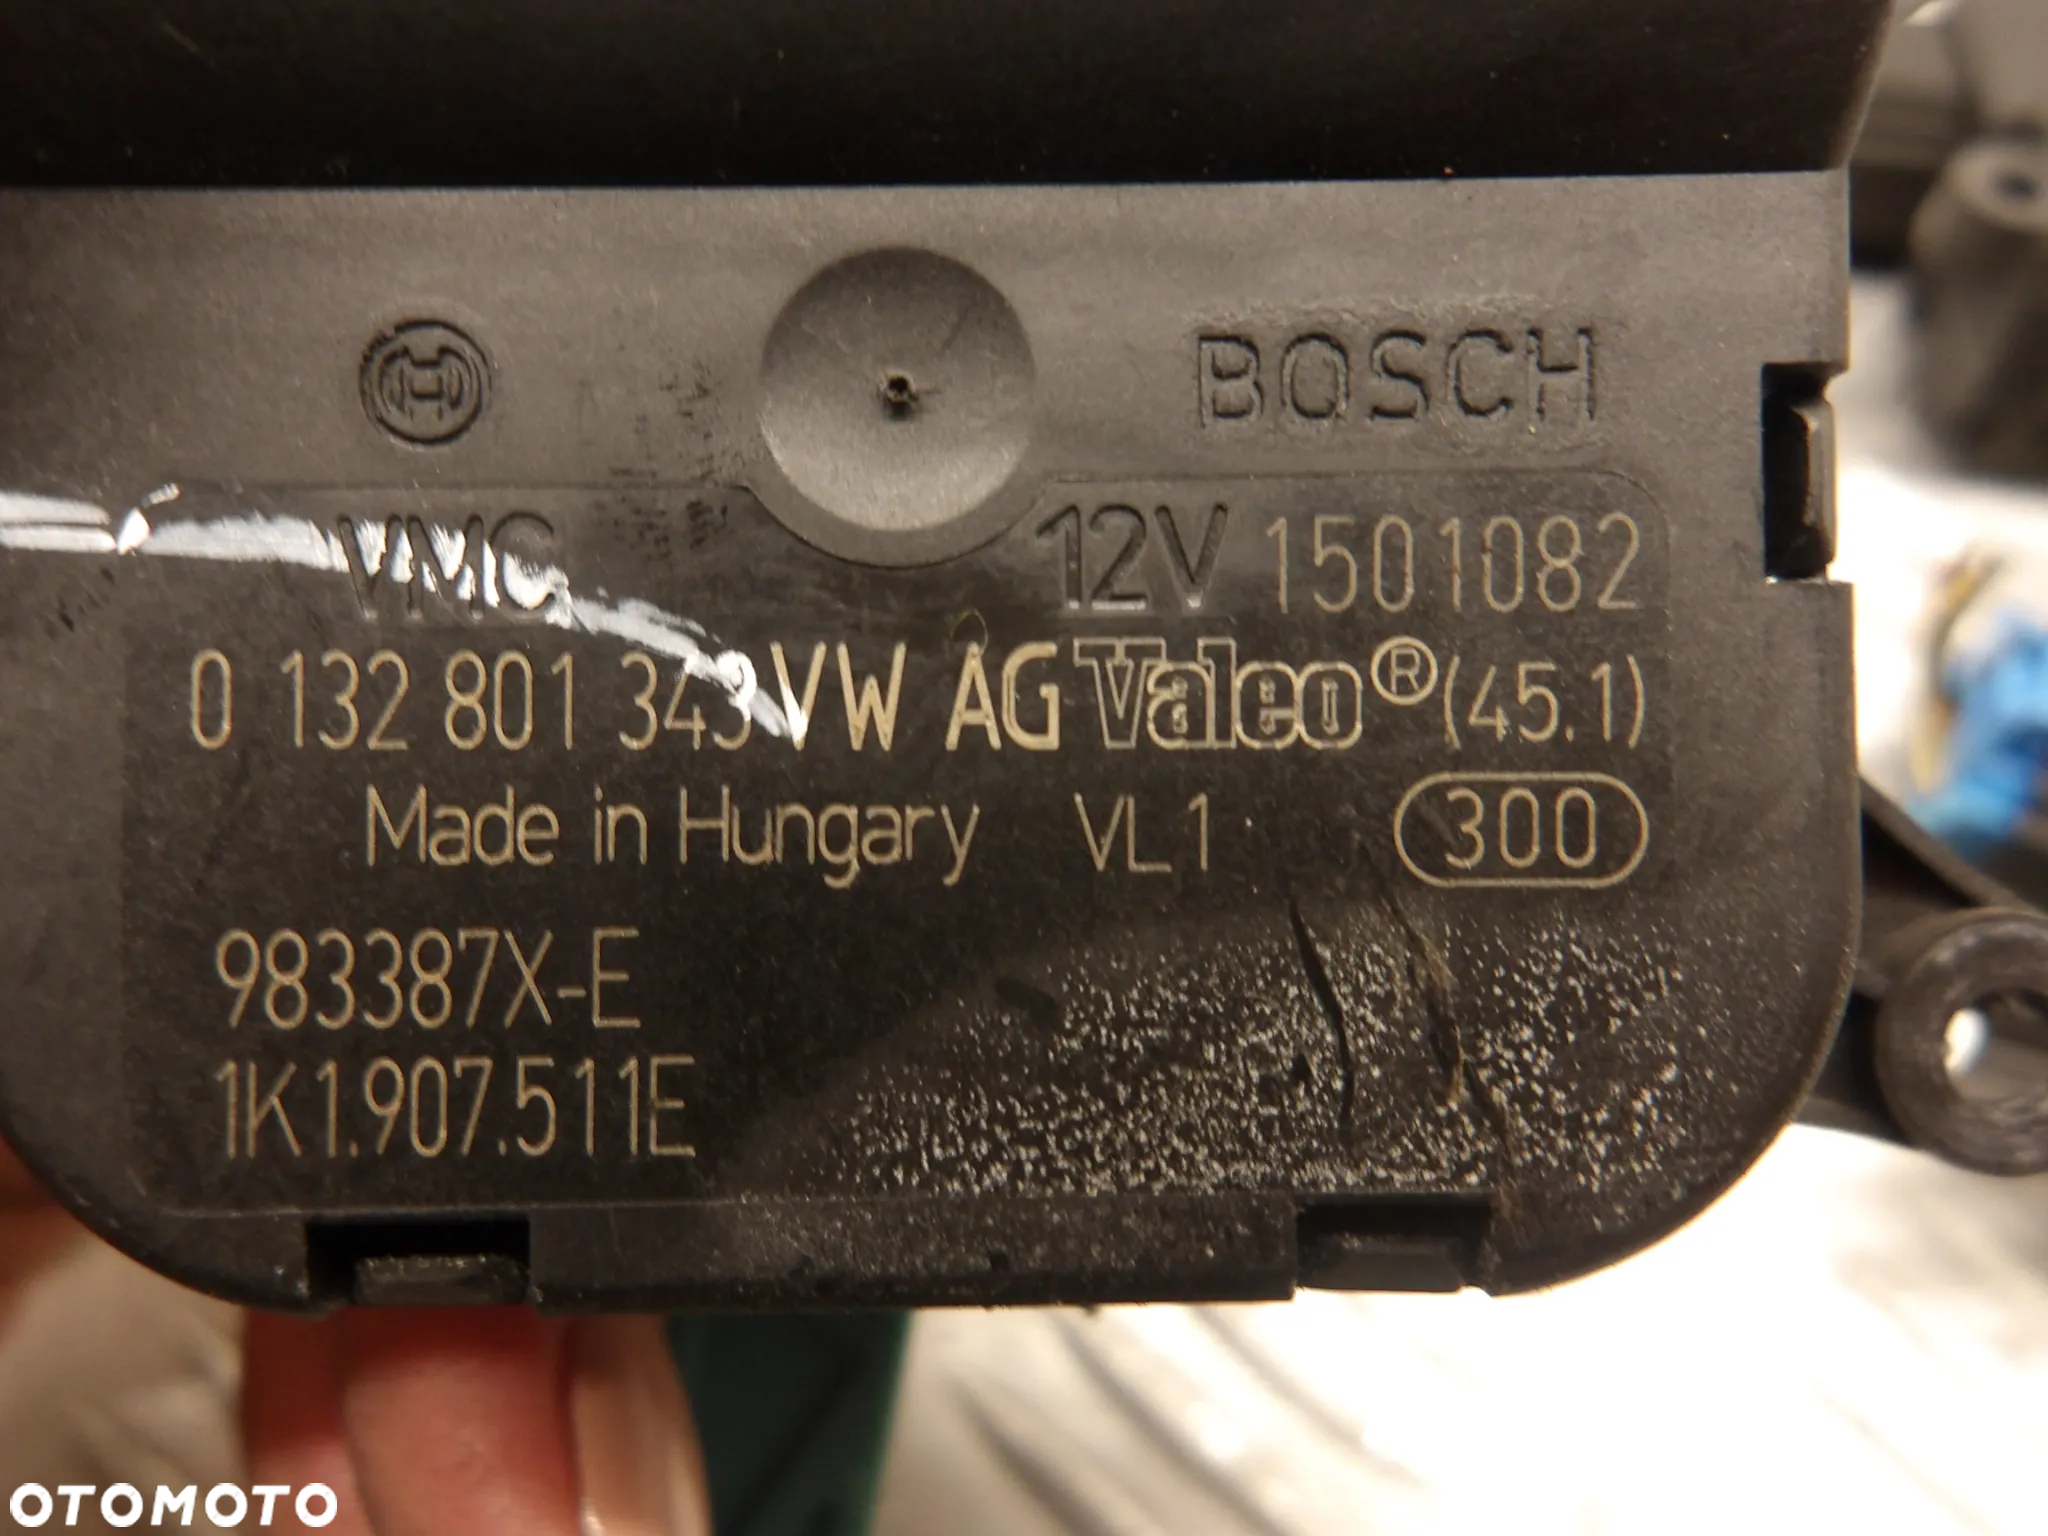 BOSCH
VMC 12V 1501082
0 132 801 343 VW AG Valeo® (45.1)
Made in Hungary VL1 300
983387X-E
1K1.907.511E
OTOMOTO